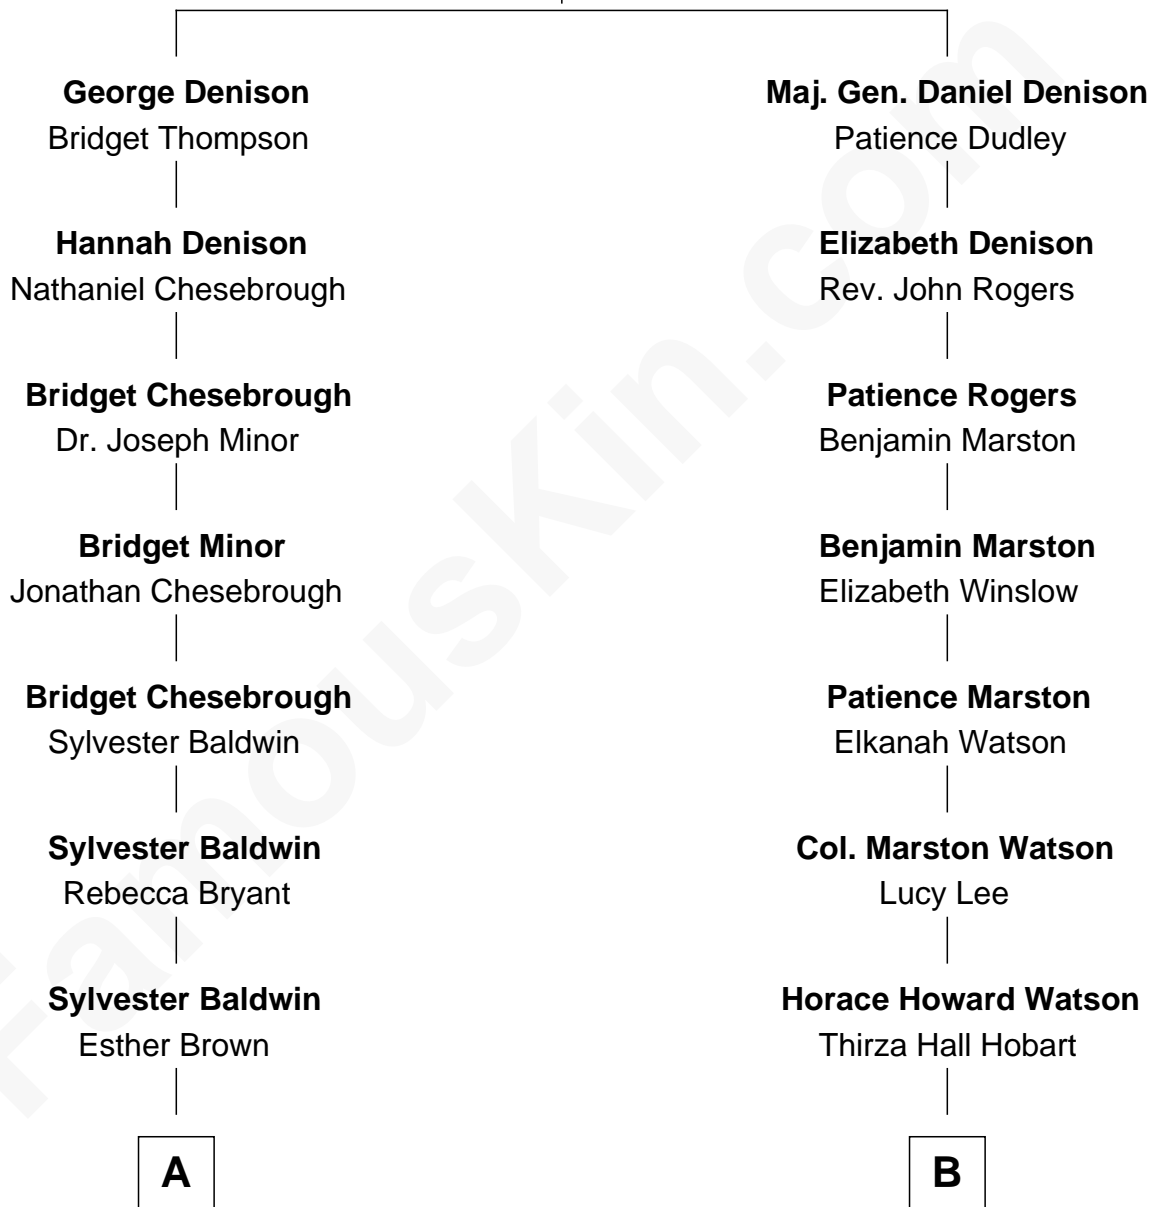 George Denison
Bridget Thompson
Hannah Denison
Nathaniel Chesebrough
Bridget Chesebrough
Dr. Joseph Minor
Bridget Minor
Jonathan Chesebrough
Bridget Chesebrough
Sylvester Baldwin
Sylvester Baldwin
Rebecca Bryant
Sylvester Baldwin
Esther Brown
A
Maj. Gen. Daniel Denison
Patience Dudley
Elizabeth Denison
Rev. John Rogers
Patience Rogers
Benjamin Marston
Benjamin Marston
Elizabeth Winslow
Patience Marston
Elkanah Watson
Col. Marston Watson
Lucy Lee
Horace Howard Watson
Thirza Hall Hobart
B
FamousKin.com